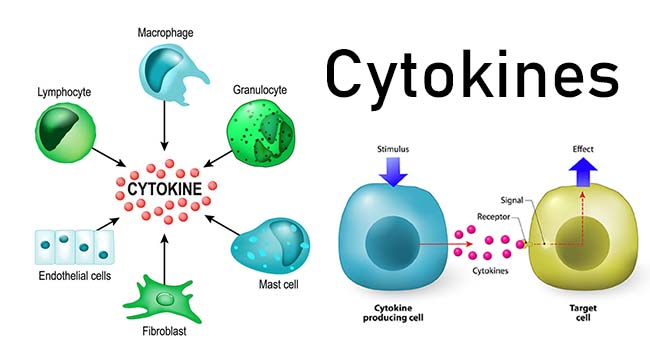 Cytokines
Macrophage
Lymphocyte
Granulocyte
CYTOKINE
Endothelial cells
Mast cell
Fibroblast
Stimulus
Effect
Signal
Receptor
Cytokines
Cytokine
producing cell
Target
cell